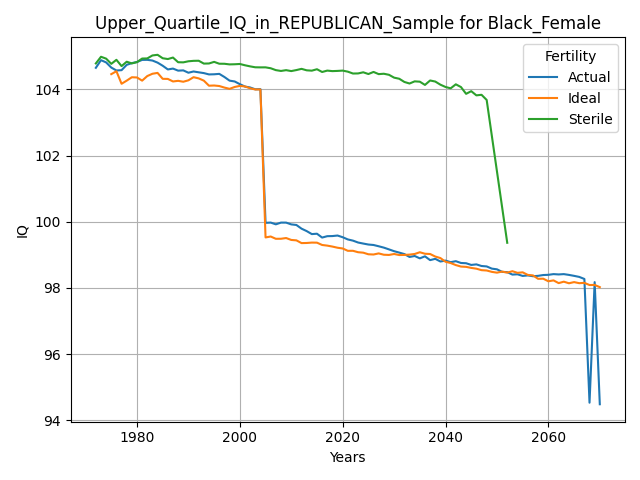 Upper_Quartile_IQ_in_REPUBLICAN_Sample for Black_Female
Fertility
Actual
Ideal
Sterile
104
102
100
98
96
94
IQ
1980
2000
2020
2040
2060
Years